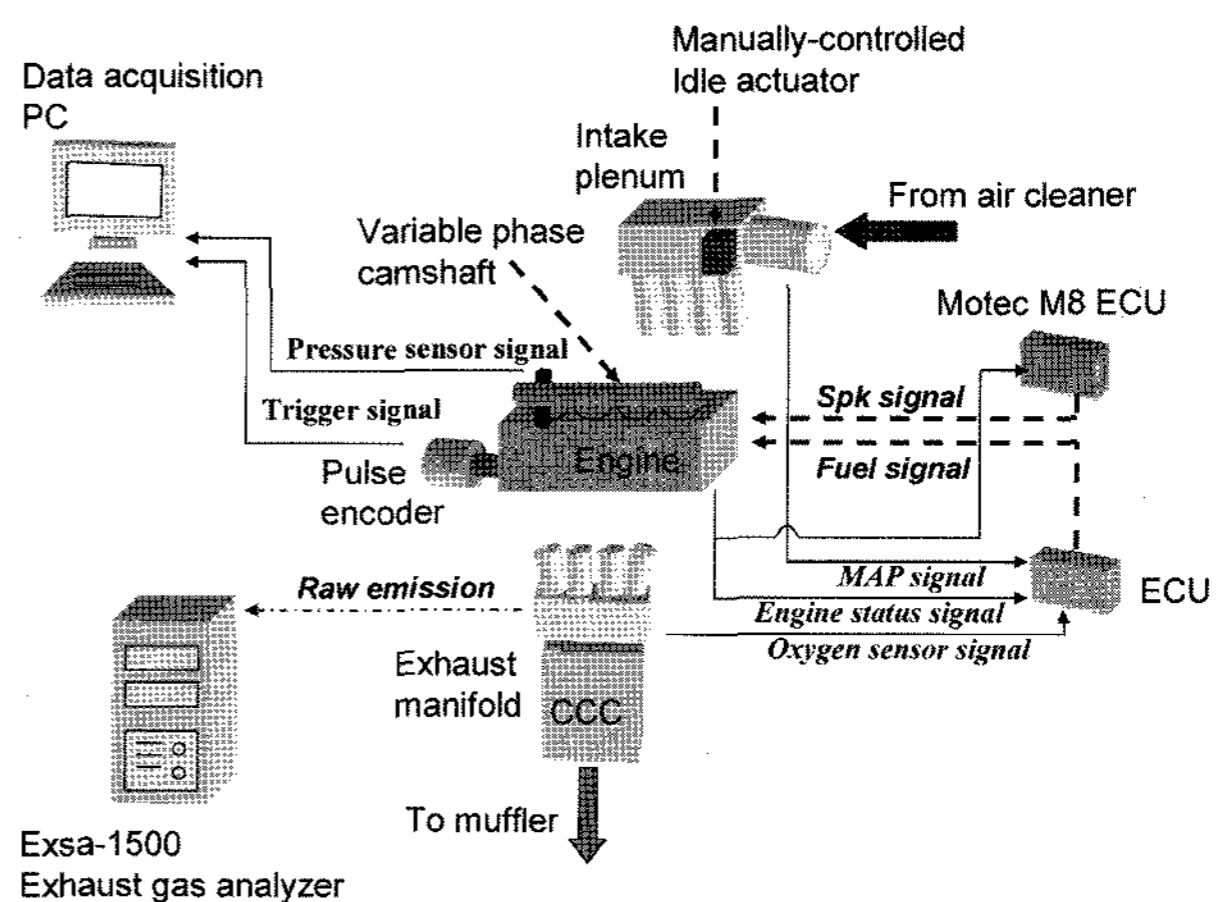 Manually-controlled
Idle actuator
Data acquisition
PC
Intake
plenum
From air cleaner
Variable phase
camshaft
Motec M8 ECU
Pressure sensor signal
Spk signal
Trigger signal
Engine
Fuel signal
Pulse
encoder
MAP signal
ECU
Raw emission
Engine status signal
Oxygen sensor signal
Exhaust
manifold
CCC
To muffler
Exsa-1500
Exhaust gas analyzer